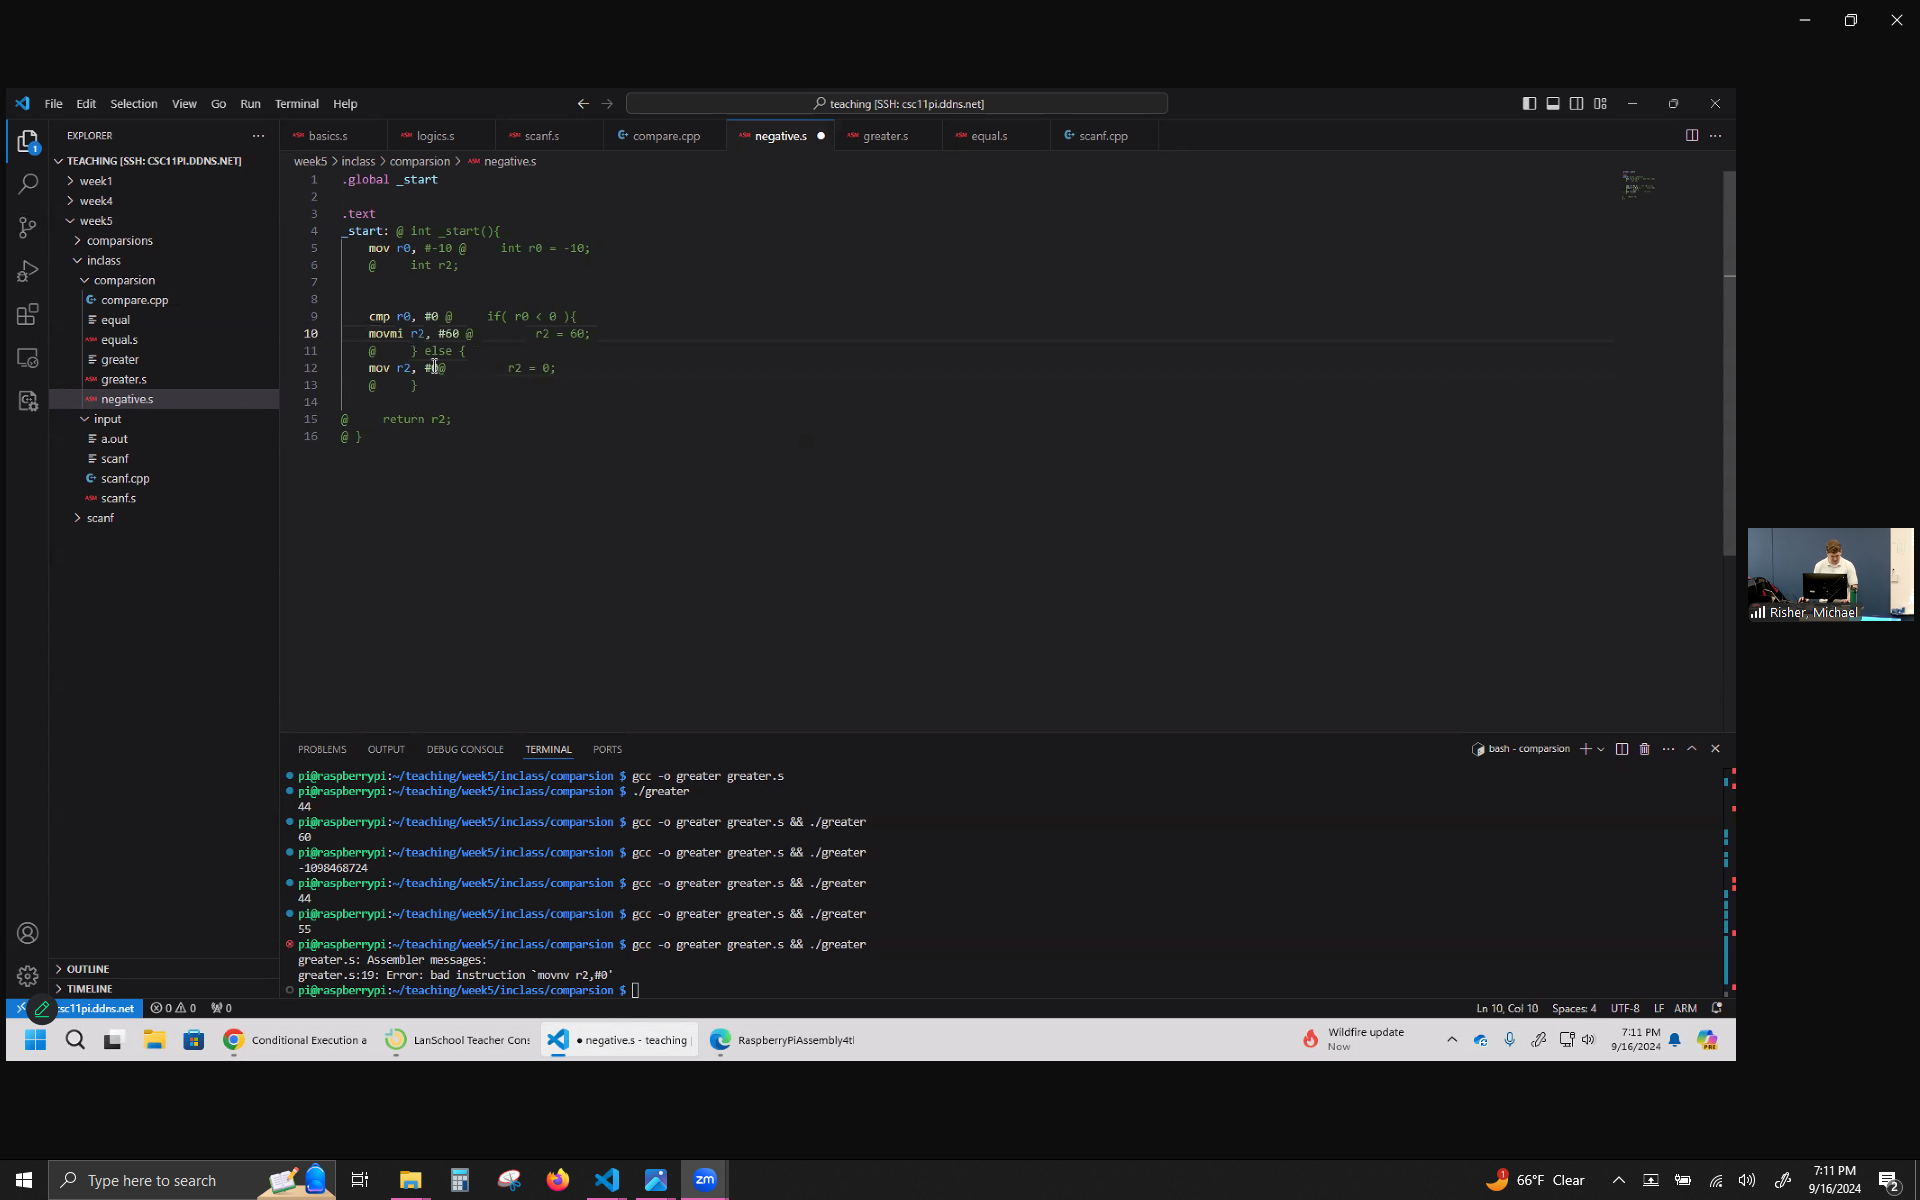 File Edit Selection View Go Run Terminal Help
teaching [SSH: csc11pi.ddns.net]
EXPLORER
basics.s logics.s scanf.s compare.cpp negative.s greater.s equal.s scanf.cpp
TEACHING [SSH: CSC11PI.DDNS.NET]
week1
week4
week5
comparsions
inclass
comparsion
compare.cpp
equal
equal.s
greater
greater.s
negative.s
input
a.out
scanf
scanf.cpp
scanf.s
scanf
OUTLINE
TIMELINE
week5 > inclass > comparsion > negative.s
1 .global _start
2
3 .text
4 _start: @ int _start(){
5 mov r0, #-10 @ int r0 = -10;
6 @ int r2;
7
8
9 cmp r0, #0 @ if( r0 < 0 ){
10 movmi r2, #60 @ r2 = 60;
11 @ } else {
12 mov r2, #0@ r2 = 0;
13 @ }
14
15 @ return r2;
16 @ }
PROBLEMS OUTPUT DEBUG CONSOLE TERMINAL PORTS
bash - comparsion
pi@raspberrypi:~/teaching/week5/inclass/comparsion $ gcc -o greater greater.s
pi@raspberrypi:~/teaching/week5/inclass/comparsion $ ./greater
44
pi@raspberrypi:~/teaching/week5/inclass/comparsion $ gcc -o greater greater.s && ./greater
60
pi@raspberrypi:~/teaching/week5/inclass/comparsion $ gcc -o greater greater.s && ./greater
-1098468724
pi@raspberrypi:~/teaching/week5/inclass/comparsion $ gcc -o greater greater.s && ./greater
44
pi@raspberrypi:~/teaching/week5/inclass/comparsion $ gcc -o greater greater.s && ./greater
55
pi@raspberrypi:~/teaching/week5/inclass/comparsion $ gcc -o greater greater.s && ./greater
greater.s: Assembler messages:
greater.s:19: Error: bad instruction `movnv r2,#0'
pi@raspberrypi:~/teaching/week5/inclass/comparsion $
csc11pi.ddns.net 0 0 0
Ln 10, Col 10 Spaces: 4 UTF-8 LF ARM
Conditional Execution a LanSchool Teacher Cons negative.s - teaching RaspberryPiAssembly4tl
Wildfire update
Now
7:11 PM
9/16/2024
Risher, Michael
Type here to search
zm
66°F Clear
7:11 PM
9/16/2024
2